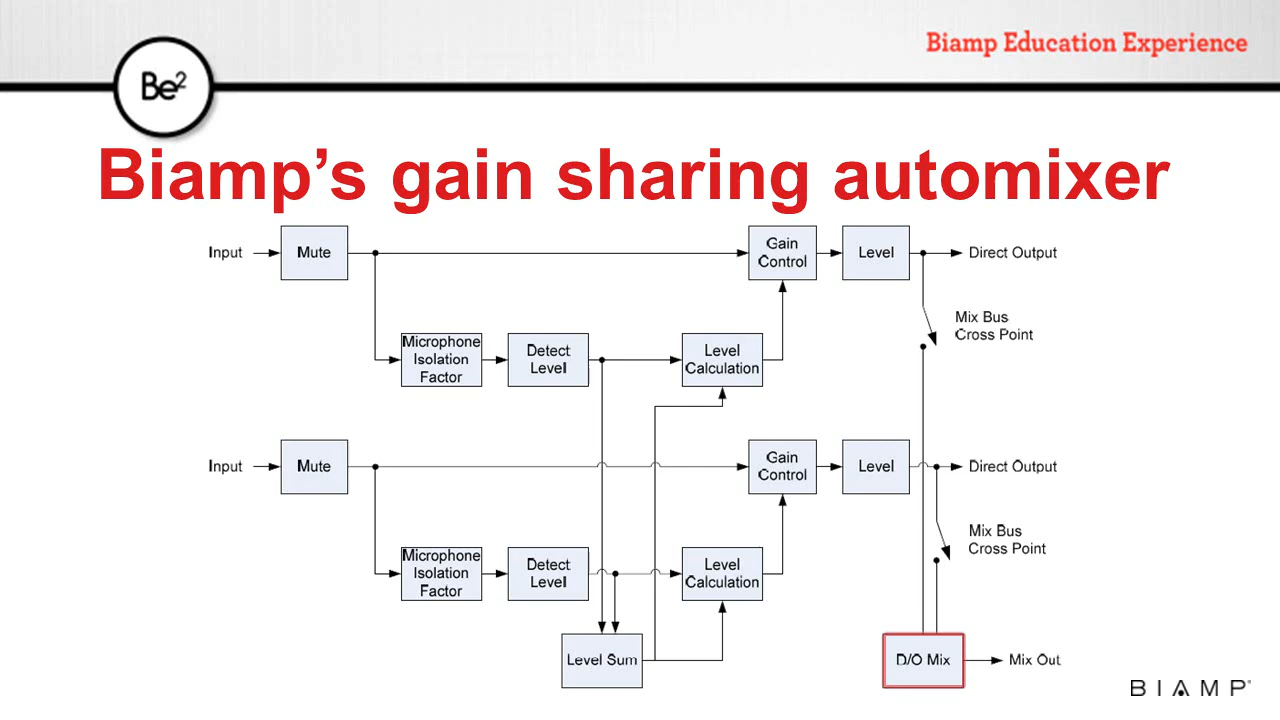 Biamp Education Experience
Be²
Biamp's gain sharing automixer
Input
Mute
Gain
Control
Level
Direct Output
Mix Bus
Cross Point
Microphone
Isolation
Factor
Detect
Level
Level
Calculation
Input
Mute
Gain
Control
Level
Direct Output
Mix Bus
Cross Point
Microphone
Isolation
Factor
Detect
Level
Level
Calculation
Level Sum
D/O Mix
Mix Out
BIAMP